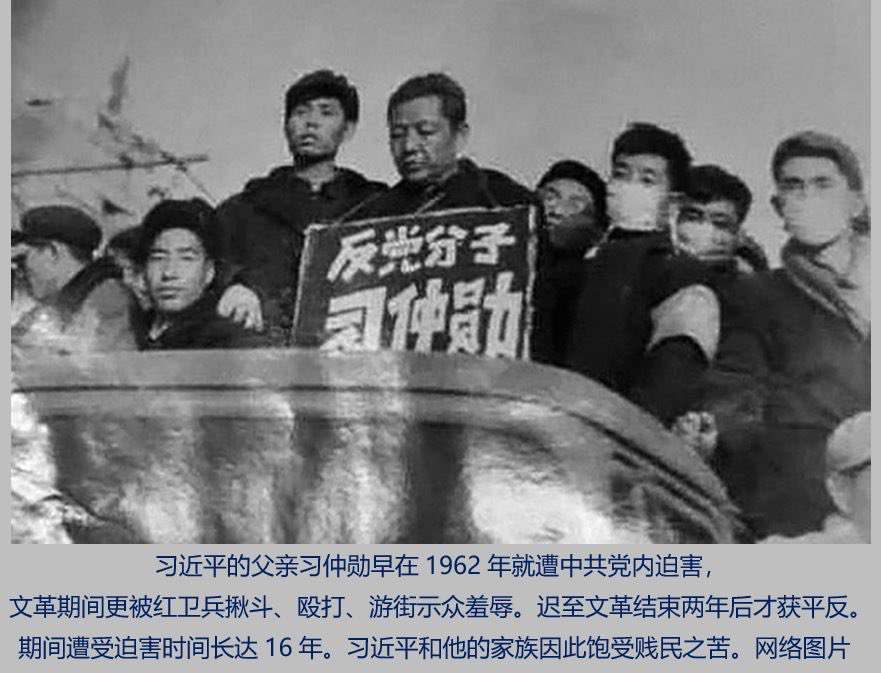 反党分子
习仲勋
习近平的父亲习仲勋早在 1962 年就遭中共党内迫害，
文革期间更被红卫兵揪斗、殴打、游街示众羞辱。迟至文革结束两年后才获平反。
期间遭受迫害时间长达 16 年。习近平和他的家族因此饱受贱民之苦。网络图片